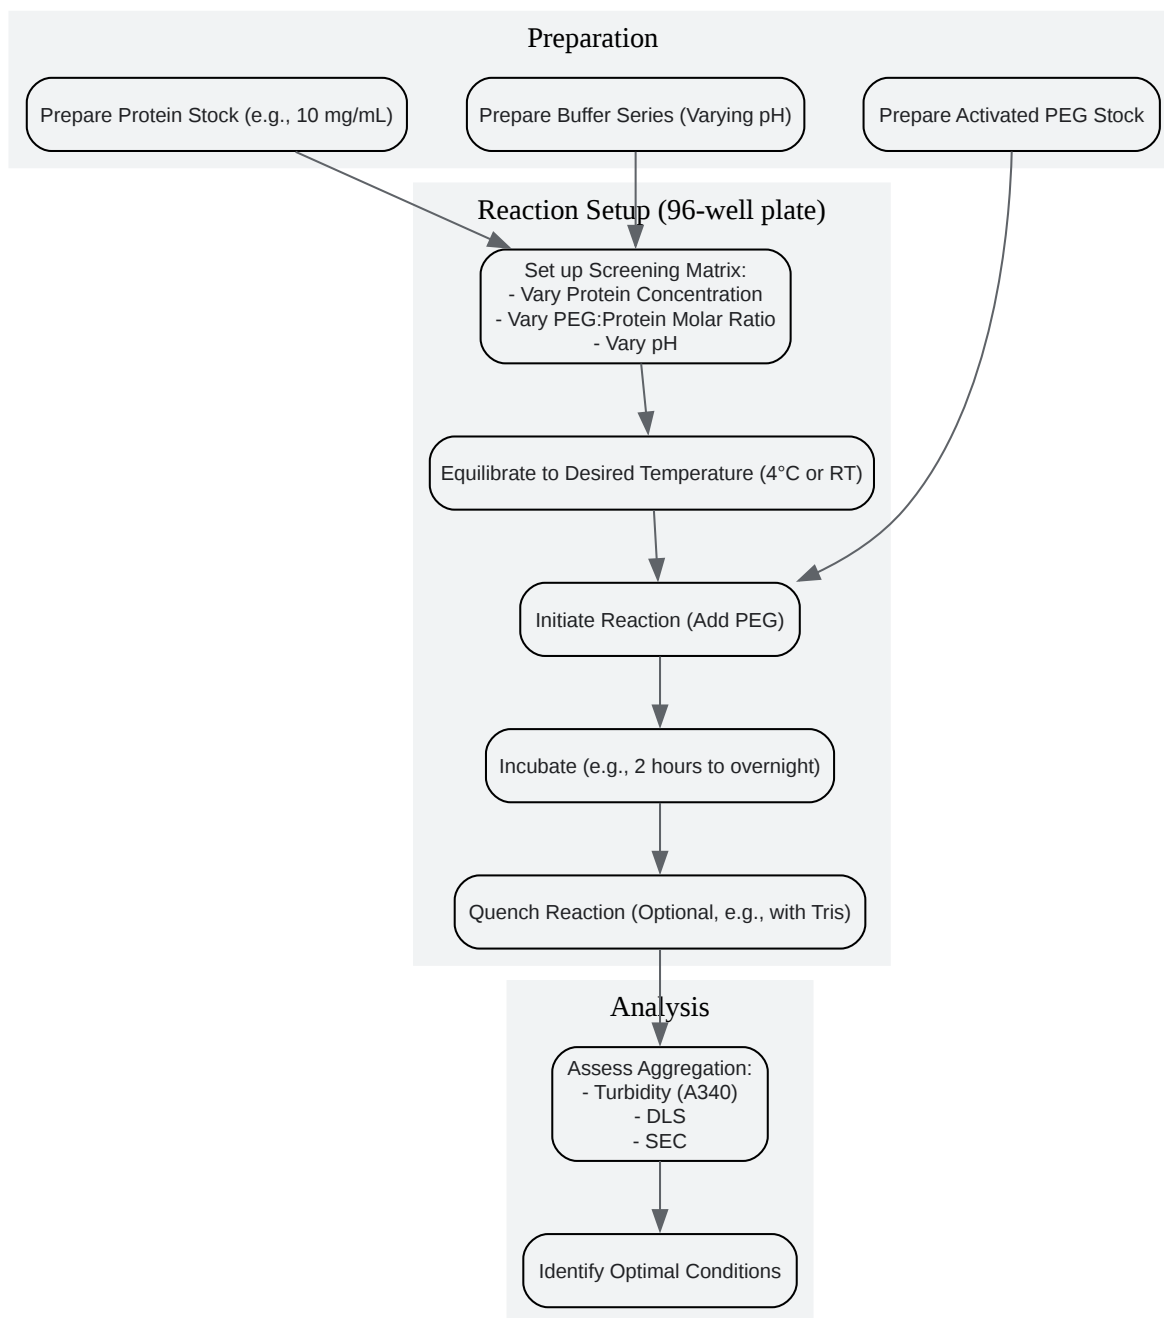 Preparation
Prepare Protein Stock (e.g., 10 mg/mL)
Prepare Buffer Series (Varying pH)
Prepare Activated PEG Stock
Reaction Setup (96-well plate)
Set up Screening Matrix:
- Vary Protein Concentration
- Vary PEG:Protein Molar Ratio
- Vary pH
Equilibrate to Desired Temperature (4°C or RT)
Initiate Reaction (Add PEG)
Incubate (e.g., 2 hours to overnight)
Quench Reaction (Optional, e.g., with Tris)
Analysis
Assess Aggregation:
- Turbidity (A340)
- DLS
- SEC
Identify Optimal Conditions